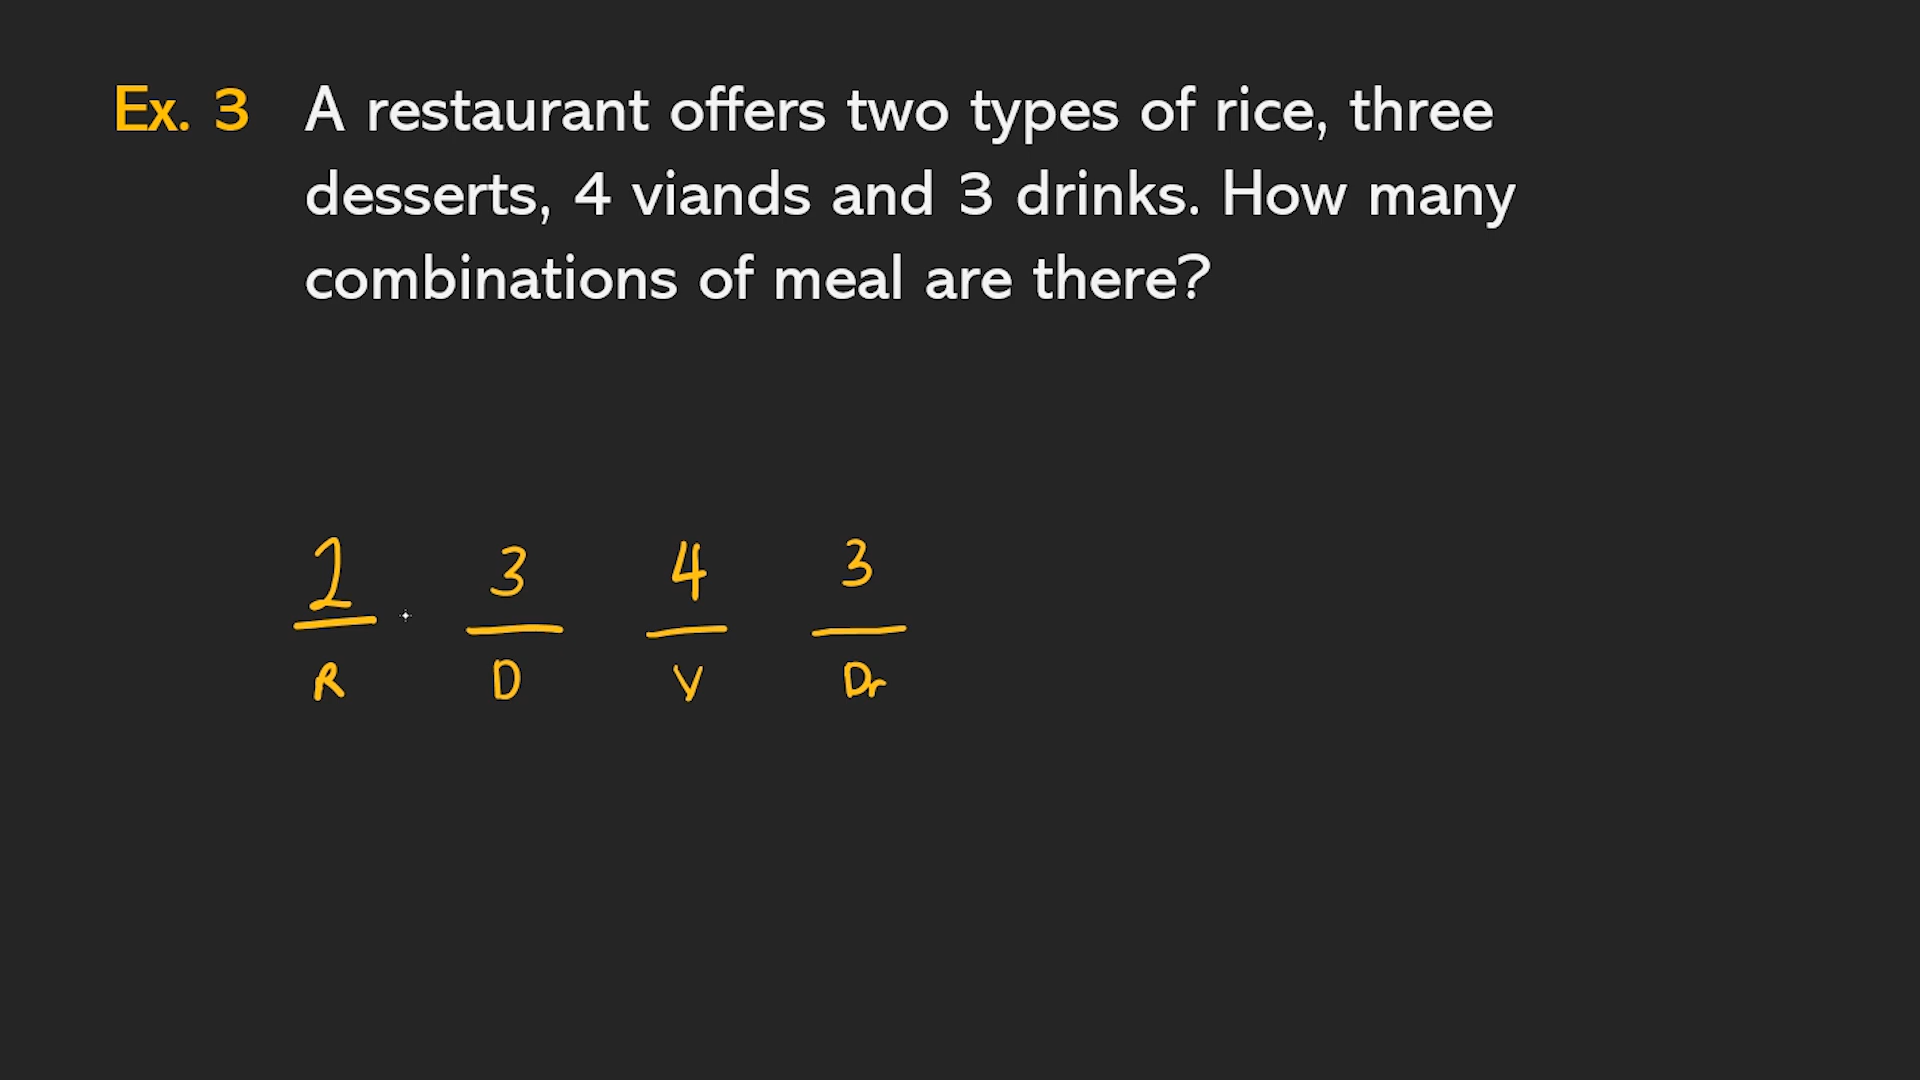 Ex. 3 A restaurant offers two types of rice, three
desserts, 4 viands and 3 drinks. How many
combinations of meal are there?
2 3 4 3
R D V Dr